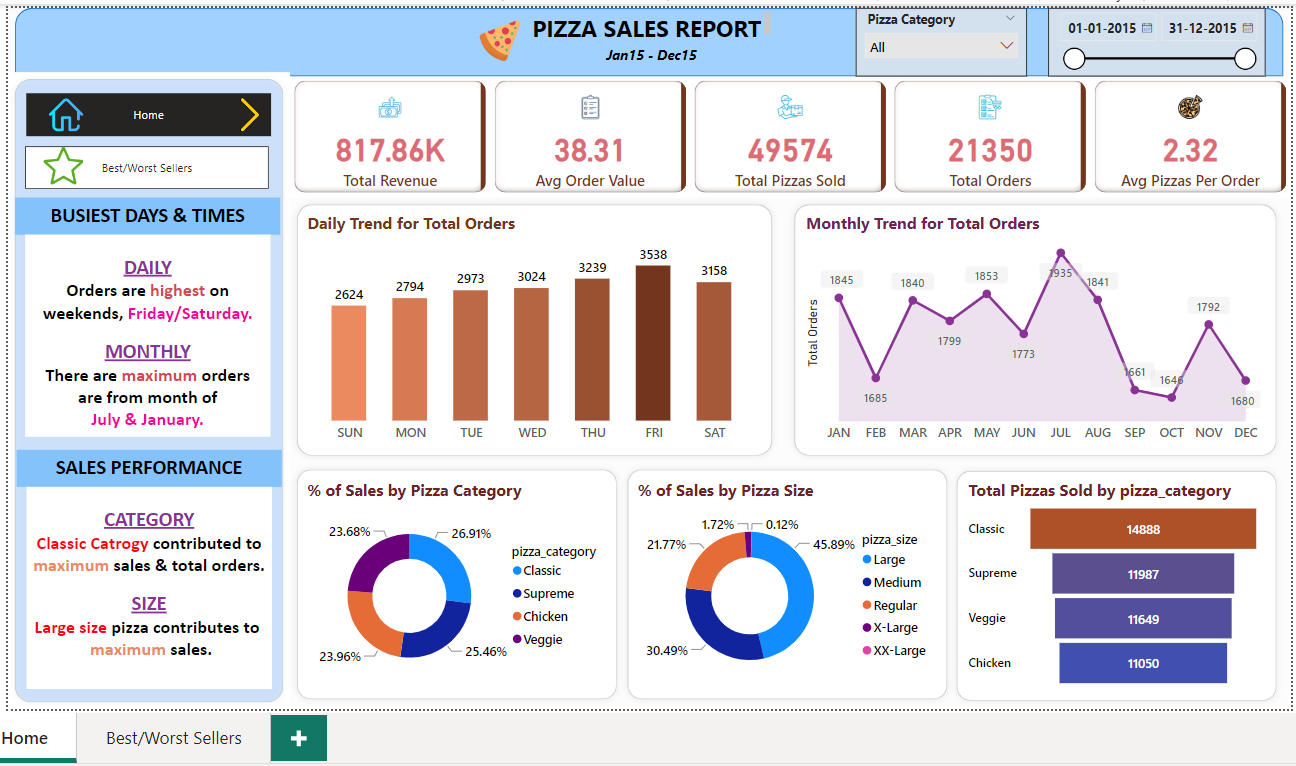 PIZZA SALES REPORT
Jan15 - Dec15
Pizza Category
All
01-01-2015
31-12-2015
Home
Best/Worst Sellers
BUSIEST DAYS & TIMES
DAILY
Orders are highest on
weekends, Friday/Saturday.
MONTHLY
There are maximum orders
are from month of
July & January.
SALES PERFORMANCE
CATEGORY
Classic Catrogy contributed to
maximum sales & total orders.
SIZE
Large size pizza contributes to
maximum sales.
817.86K
Total Revenue
38.31
Avg Order Value
49574
Total Pizzas Sold
21350
Total Orders
2.32
Avg Pizzas Per Order
Daily Trend for Total Orders
2624
2794
2973
3024
3239
3538
3158
SUN
MON
TUE
WED
THU
FRI
SAT
Monthly Trend for Total Orders
Total Orders
1845
1685
1840
1799
1853
1773
1935
1841
1661
1646
1792
1680
JAN
FEB
MAR
APR
MAY
JUN
JUL
AUG
SEP
OCT
NOV
DEC
% of Sales by Pizza Category
23.68%
26.91%
23.96%
25.46%
pizza_category
Classic
Supreme
Chicken
Veggie
% of Sales by Pizza Size
1.72%
0.12%
21.77%
45.89%
30.49%
pizza_size
Large
Medium
Regular
X-Large
XX-Large
Total Pizzas Sold by pizza_category
Classic
14888
Supreme
11987
Veggie
11649
Chicken
11050
Home
Best/Worst Sellers